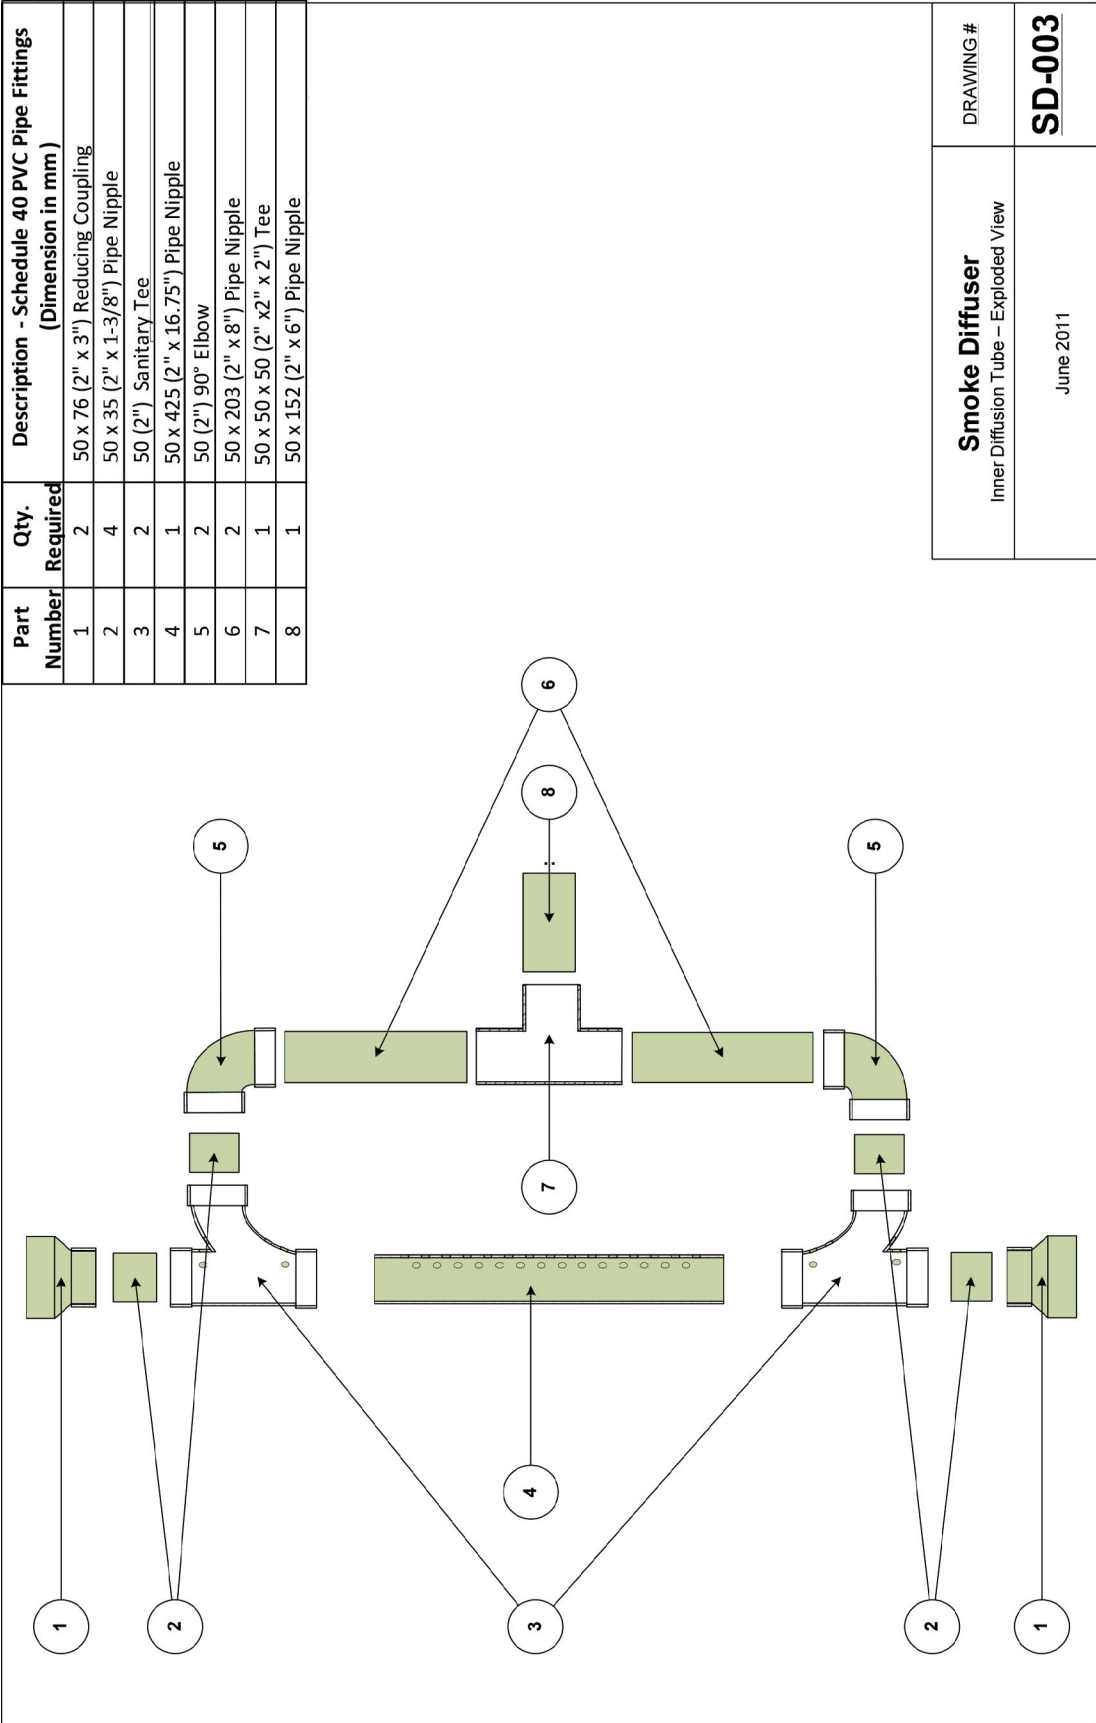 Part Number
Qty. Required
Description - Schedule 40 PVC Pipe Fittings
(Dimension in mm)
1 2 50 x 76 (2" x 3") Reducing Coupling
2 4 50 x 35 (2" x 1-3/8") Pipe Nipple
3 2 50 (2") Sanitary Tee
4 1 50 x 425 (2" x 16.75") Pipe Nipple
5 2 50 (2") 90° Elbow
6 2 50 x 203 (2" x 8") Pipe Nipple
7 1 50 x 50 x 50 (2" x2" x 2") Tee
8 1 50 x 152 (2" x 6") Pipe Nipple
6
8
5
5
7
4
1
2
3
2
1
Smoke Diffuser
Inner Diffusion Tube – Exploded View
June 2011
DRAWING #
SD-003